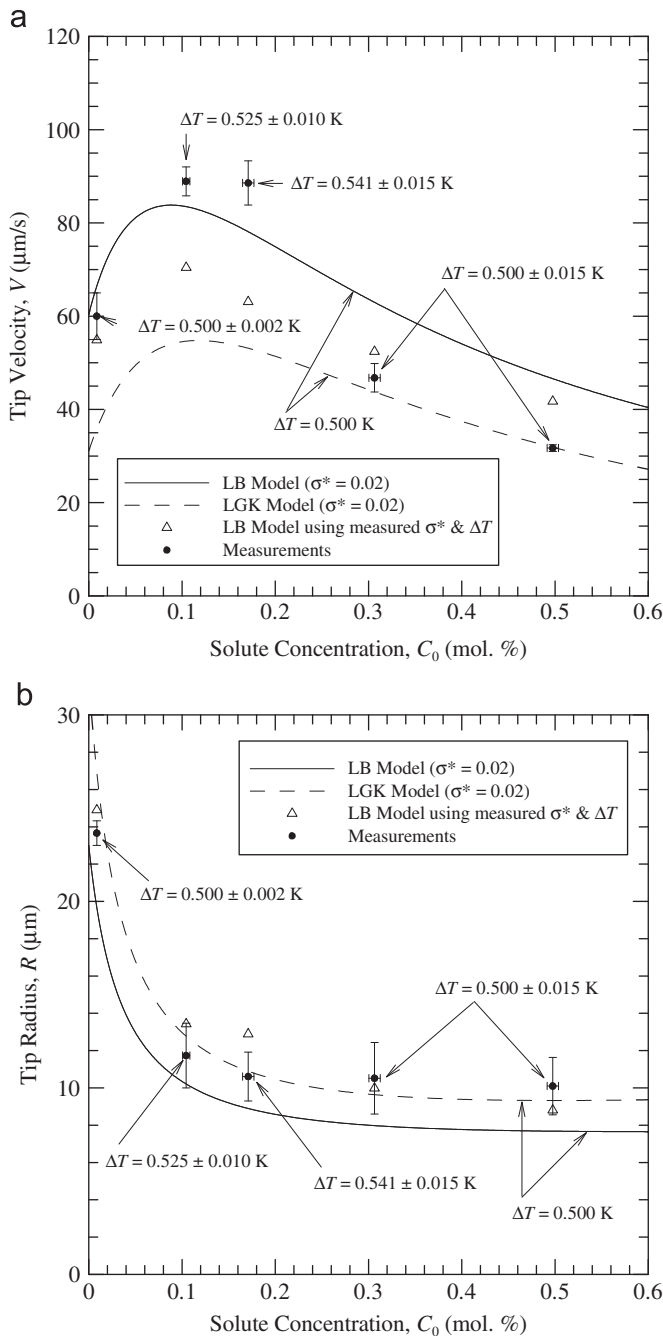 a
120
100
80
60
40
20
0
Tip Velocity, V (μm/s)
ΔT = 0.525 ± 0.010 K
ΔT = 0.541 ± 0.015 K
ΔT = 0.500 ± 0.015 K
ΔT = 0.500 ± 0.002 K
ΔT = 0.500 K
LB Model (σ* = 0.02)
LGK Model (σ* = 0.02)
LB Model using measured σ* & ΔT
Measurements
0 0.1 0.2 0.3 0.4 0.5 0.6
Solute Concentration, C₀ (mol. %)
b
30
20
10
0
Tip Radius, R (μm)
LB Model (σ* = 0.02)
LGK Model (σ* = 0.02)
LB Model using measured σ* & ΔT
Measurements
ΔT = 0.500 ± 0.002 K
ΔT = 0.500 ± 0.015 K
ΔT = 0.525 ± 0.010 K
ΔT = 0.541 ± 0.015 K
ΔT = 0.500 K
0 0.1 0.2 0.3 0.4 0.5 0.6
Solute Concentration, C₀ (mol. %)